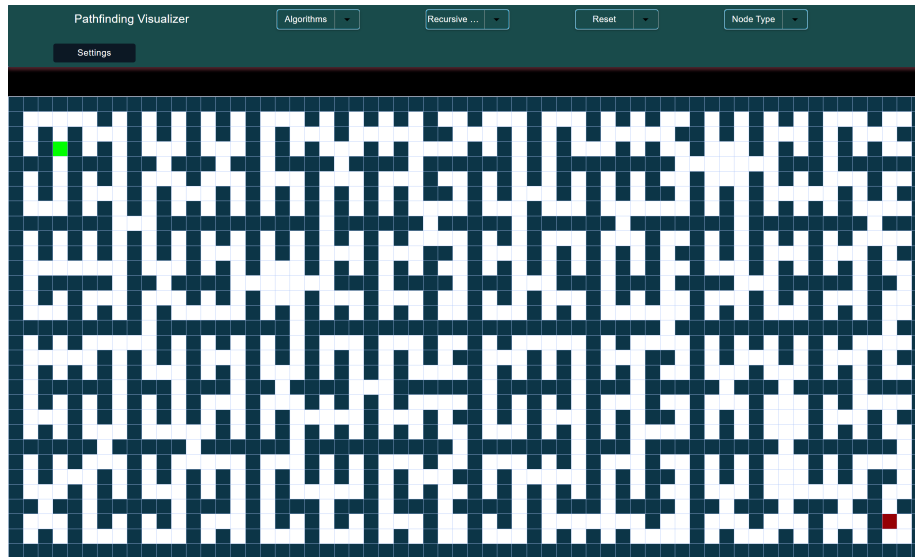 Pathfinding Visualizer
Algorithms
Recursive ...
Reset
Node Type
Settings